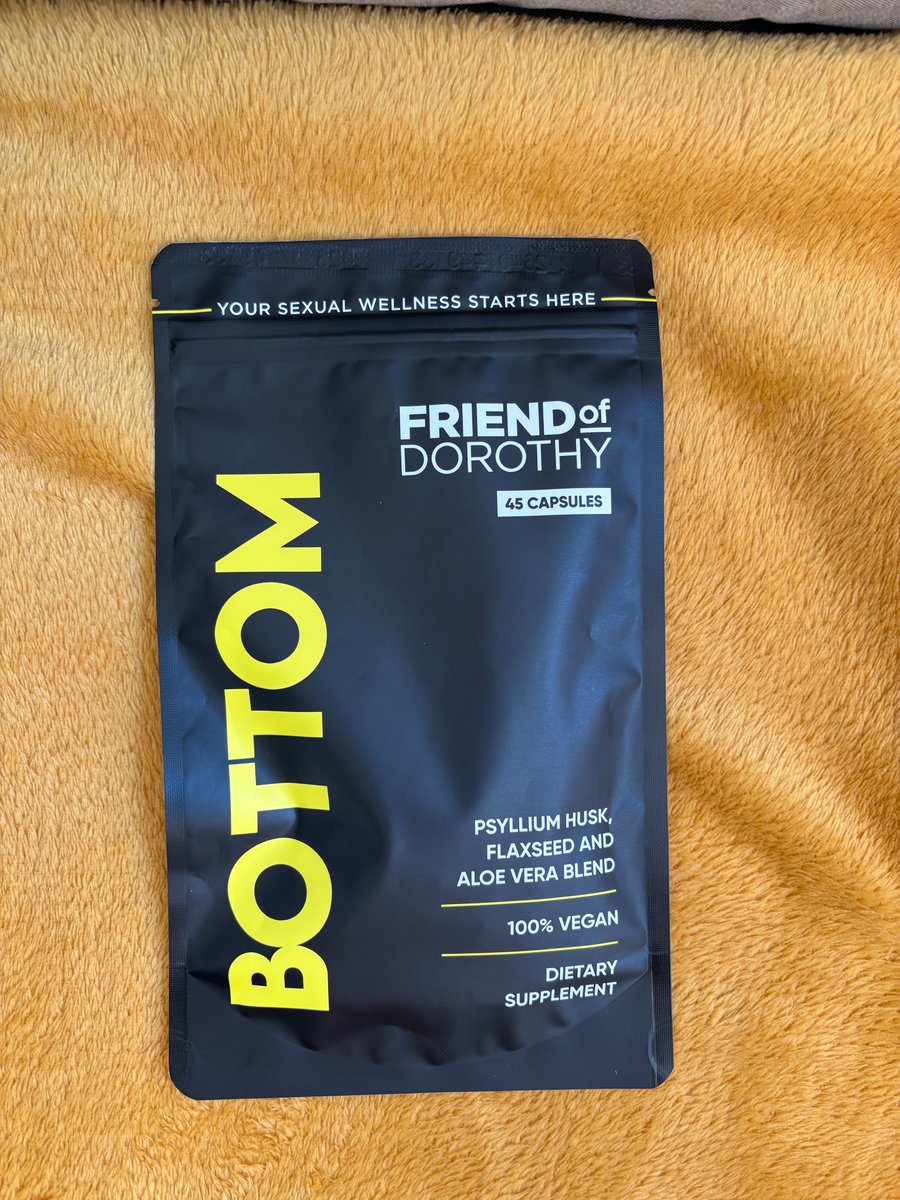 YOUR SEXUAL WELLNESS STARTS HERE
FRIEND of
DOROTHY
45 CAPSULES
BOTTOM
PSYLLIUM HUSK,
FLAXSEED AND
ALOE VERA BLEND
100% VEGAN
DIETARY
SUPPLEMENT